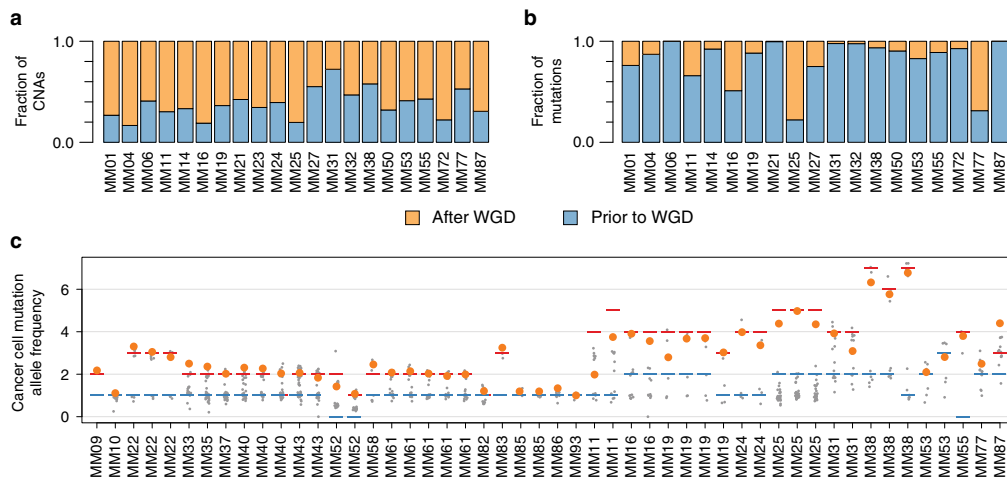 a
Fraction of
CNAs
1.0
0.0
MM01 MM04 MM06 MM11 MM14 MM16 MM19 MM21 MM23 MM24 MM25 MM27 MM31 MM32 MM38 MM50 MM53 MM55 MM72 MM77 MM87
b
Fraction of
mutations
1.0
0.0
MM01 MM04 MM06 MM11 MM14 MM16 MM19 MM21 MM25 MM27 MM31 MM32 MM38 MM50 MM53 MM55 MM72 MM77 MM87
After WGD
Prior to WGD
c
Cancer cell mutation
allele frequency
6
4
2
0
MM09 MM10 MM22 MM22 MM22 MM33 MM35 MM37 MM40 MM40 MM40 MM43 MM43 MM52 MM52 MM58 MM61 MM61 MM61 MM61 MM61 MM82 MM83 MM85 MM85 MM86 MM93 MM11 MM11 MM16 MM16 MM19 MM19 MM19 MM24 MM24 MM25 MM25 MM25 MM31 MM31 MM38 MM38 MM38 MM53 MM53 MM55 MM77 MM87